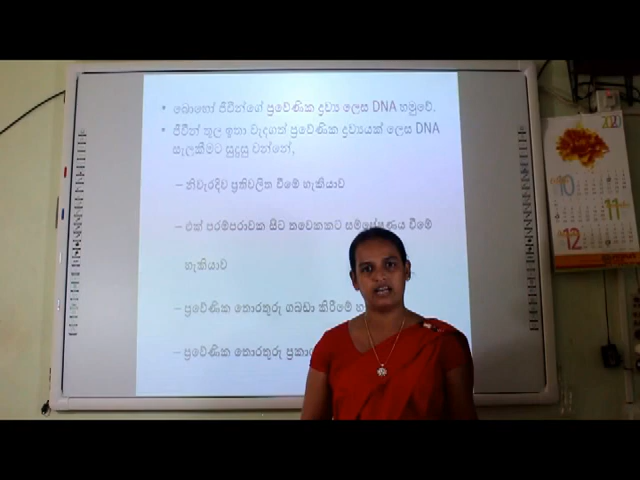 • බොහෝ ජීවීන්ගේ ප්‍රවේණික ද්‍රව්‍ය ලෙස DNA හමුවේ.
• ජීවීන් තුල ඉතා වැදගත් ප්‍රවේණික ද්‍රව්‍යයක් ලෙස DNA
සැලකීමට සුදුසු වන්නේ,
– නිවැරදිව ප්‍රතිවලිත වීමේ හැකියාව
– එක් පරම්පරාවක සිට තවෙකකට සම්ප්‍රේෂණය වීමේ
හැකියාව
– ප්‍රවේණික තොරතුරු ගබඩා කිරීමේ
– ප්‍රවේණික තොරතුරු
2020
10
11
12